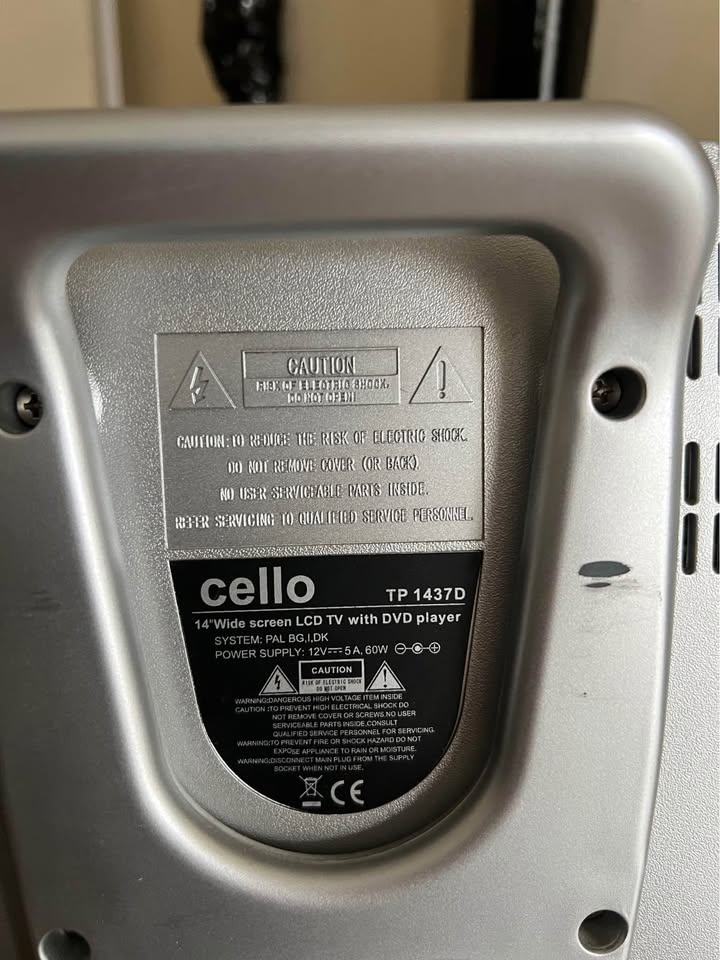 CAUTION
RISK OF ELECTRIC SHOCK.
DO NOT OPEN!
CAUTION: TO REDUCE THE RISK OF ELECTRIC SHOCK.
DO NOT REMOVE COVER (OR BACK)
NO USER-SERVICEABLE PARTS INSIDE.
REFER SERVICING TO QUALIFIED SERVICE PERSONNEL.
cello TP 1437D
14"Wide screen LCD TV with DVD player
SYSTEM: PAL BG,I,DK
POWER SUPPLY: 12V 5A, 60W
CAUTION
RISK OF ELECTRIC SHOCK
DO NOT OPEN
WARNING:DANGEROUS HIGH VOLTAGE ITEM INSIDE
CAUTION :TO PREVENT HIGH ELECTRICAL SHOCK DO
NOT REMOVE COVER OR SCREWS.NO USER
SERVICEABLE PARTS INSIDE.CONSULT
QUALIFIED SERVICE PERSONNEL FOR SERVICING.
WARNING:TO PREVENT FIRE OR SHOCK HAZARD DO NOT
EXPOSE APPLIANCE TO RAIN OR MOISTURE.
WARNING:DISCONNECT MAIN PLUG FROM THE SUPPLY
SOCKET WHEN NOT IN USE.
CE